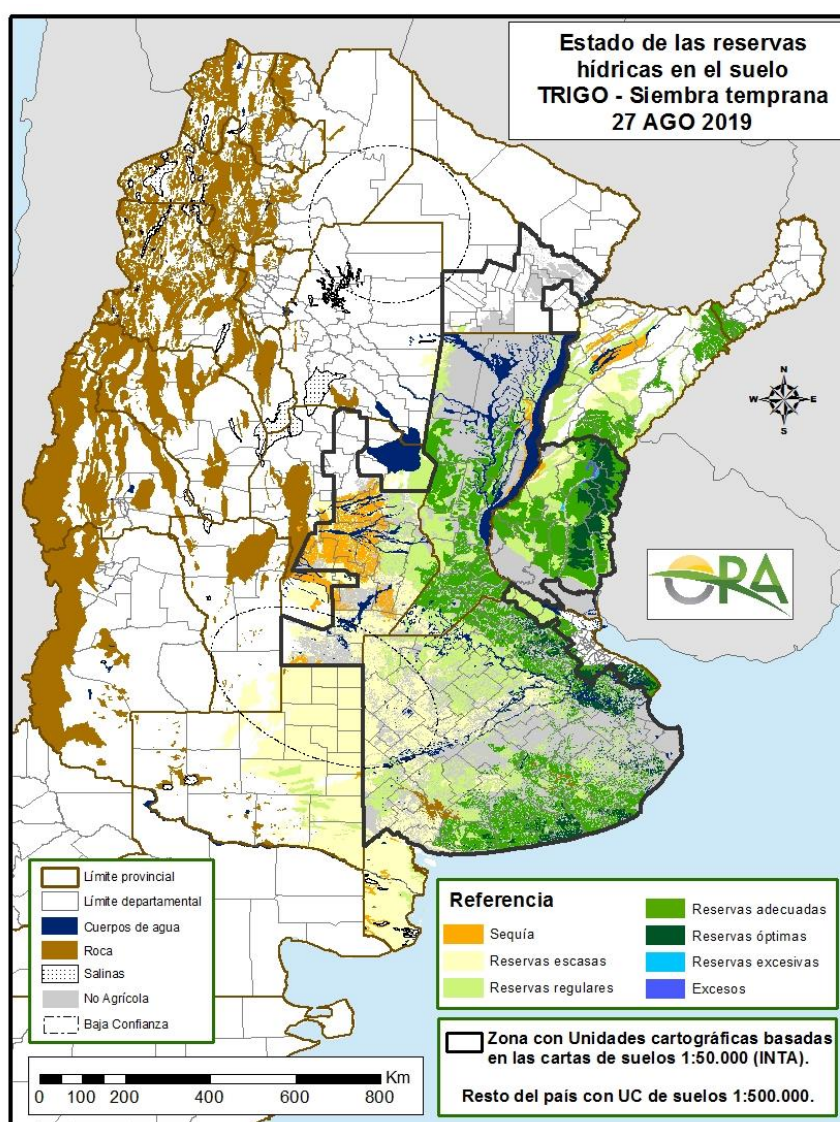 Estado de las reservas
hídricas en el suelo
TRIGO - Siembra temprana
27 AGO 2019
N
W
E
S
OPA
Límite provincial
Límite departamental
Cuerpos de agua
Roca
Salinas
No Agrícola
Baja Confianza
Referencia
Sequía
Reservas escasas
Reservas regulares
Reservas adecuadas
Reservas óptimas
Reservas excesivas
Excesos
Zona con Unidades cartográficas basadas
en las cartas de suelos 1:50.000 (INTA).
Resto del país con UC de suelos 1:500.000.
Km
0 50 100 200 400 600 800